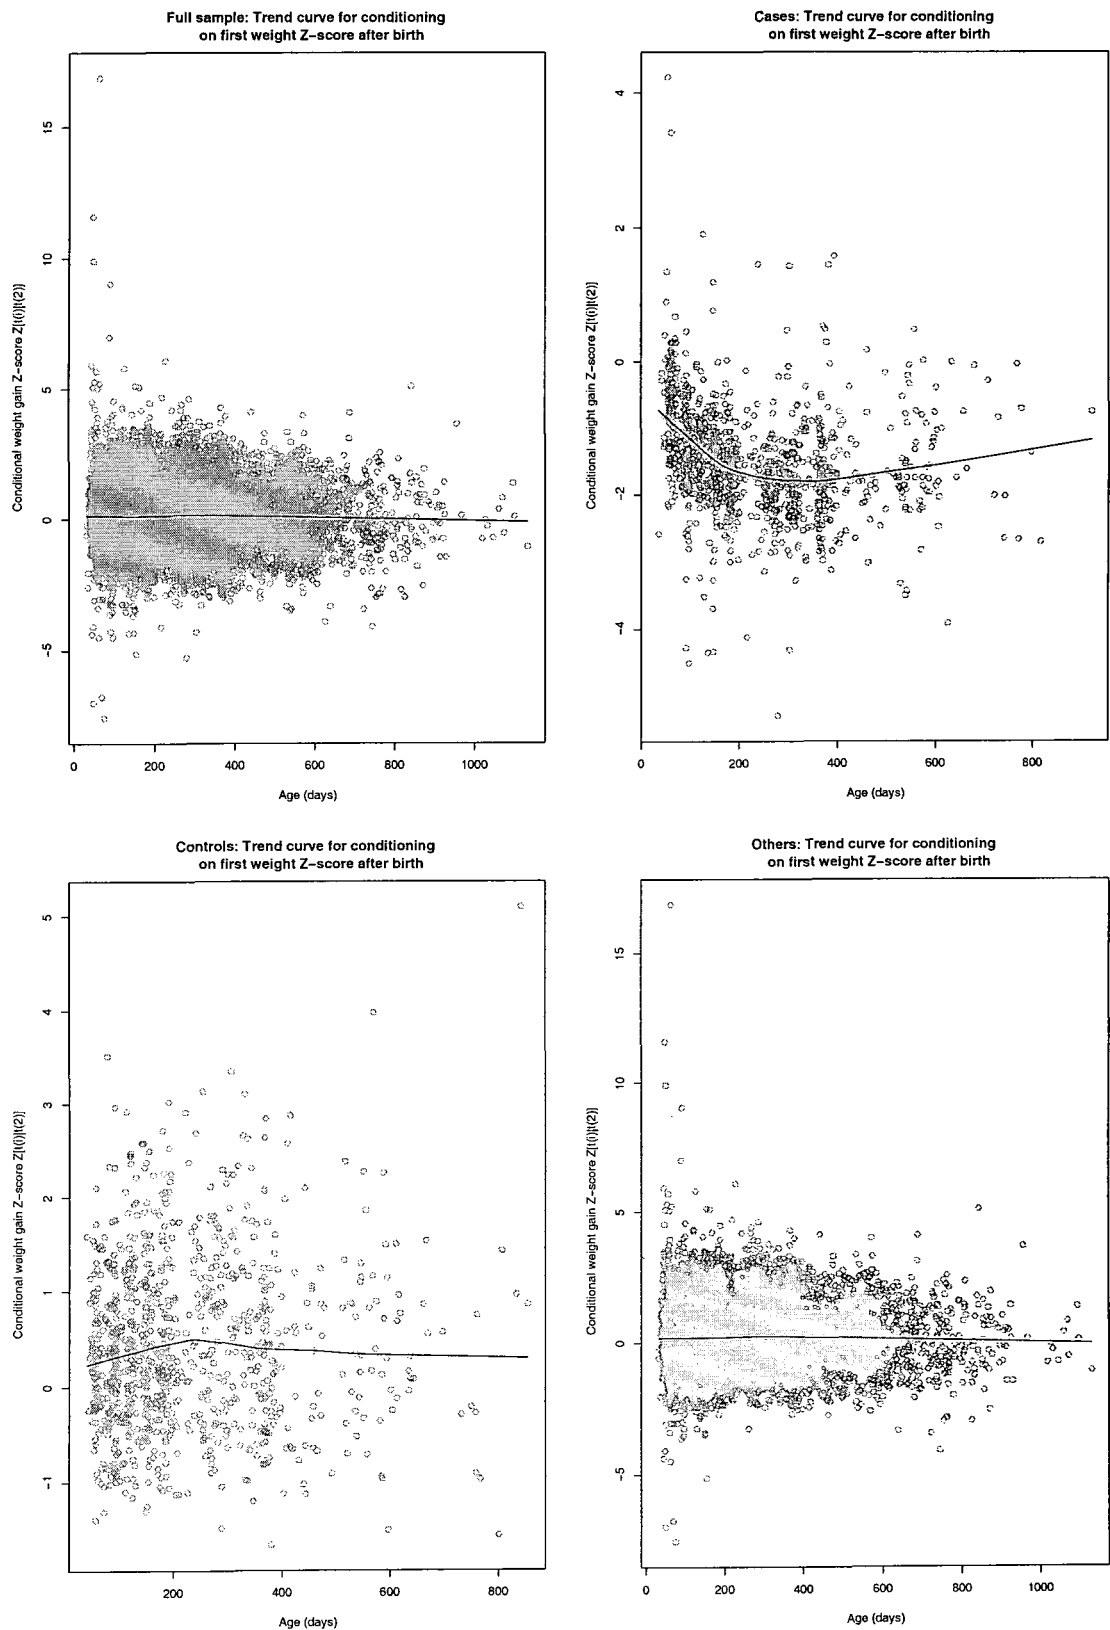 Full sample: Trend curve for conditioning
on first weight Z−score after birth
Conditional weight gain Z−score Z[t(i)|t(2)]
15
10
5
0
−5
0 200 400 600 800 1000
Age (days)
Cases: Trend curve for conditioning
on first weight Z−score after birth
Conditional weight gain Z−score Z[t(i)|t(2)]
4
2
0
−2
−4
0 200 400 600 800
Age (days)
Controls: Trend curve for conditioning
on first weight Z−score after birth
Conditional weight gain Z−score Z[t(i)|t(2)]
5
4
3
2
1
0
−1
200 400 600 800
Age (days)
Others: Trend curve for conditioning
on first weight Z−score after birth
Conditional weight gain Z−score Z[t(i)|t(2)]
15
10
5
0
−5
0 200 400 600 800 1000
Age (days)